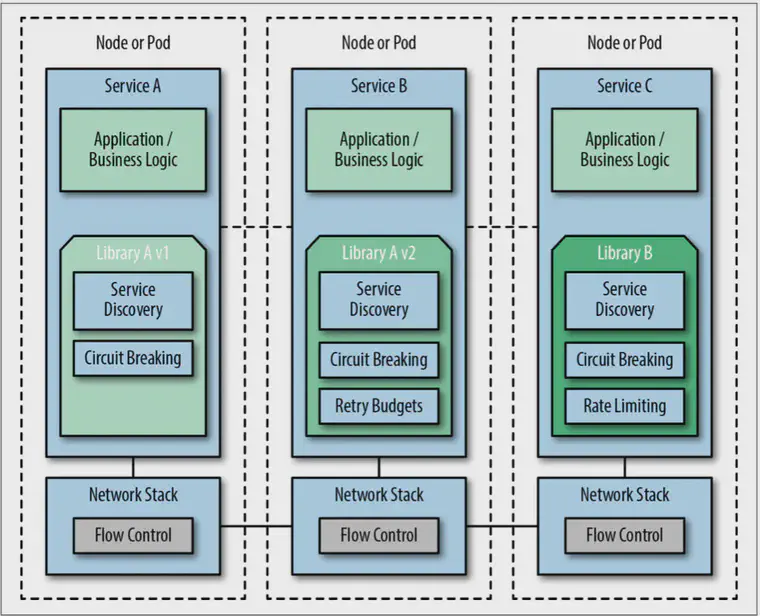 Node or Pod
Service A
Application /
Business Logic
Library A v1
Service
Discovery
Circuit Breaking
Network Stack
Flow Control
Node or Pod
Service B
Application /
Business Logic
Library A v2
Service
Discovery
Circuit Breaking
Retry Budgets
Network Stack
Flow Control
Node or Pod
Service C
Application /
Business Logic
Library B
Service
Discovery
Circuit Breaking
Rate Limiting
Network Stack
Flow Control